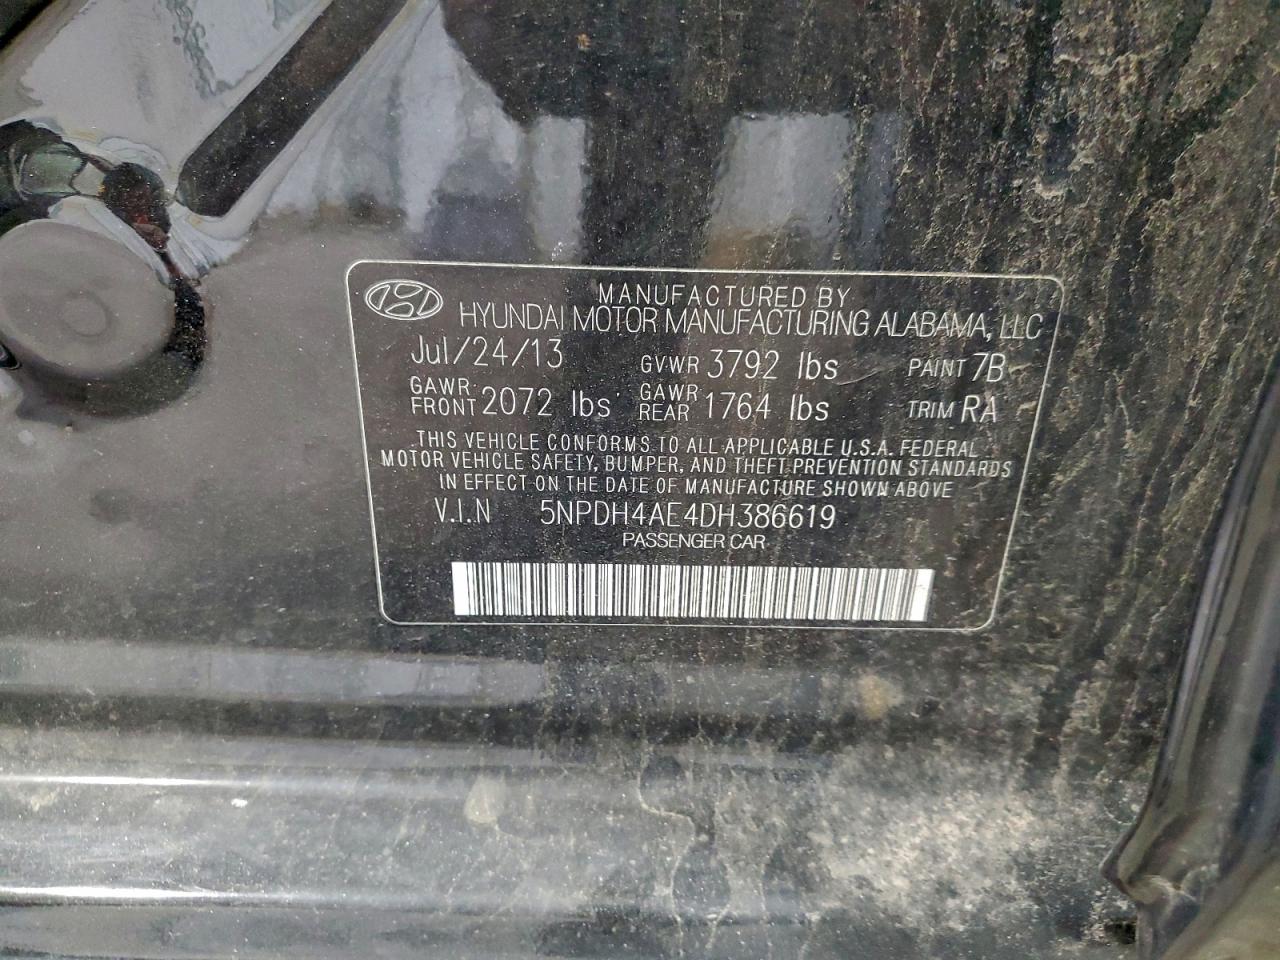 MANUFACTURED BY
HYUNDAI MOTOR MANUFACTURING ALABAMA, LLC
Jul/24/13 GVWR 3792 lbs PAINT 7B
GAWR FRONT 2072 lbs GAWR REAR 1764 lbs TRIM RA
THIS VEHICLE CONFORMS TO ALL APPLICABLE U.S.A. FEDERAL
MOTOR VEHICLE SAFETY, BUMPER, AND THEFT PREVENTION STANDARDS
IN EFFECT ON THE DATE OF MANUFACTURE SHOWN ABOVE
V.I.N 5NPDH4AE4DH386619
PASSENGER CAR